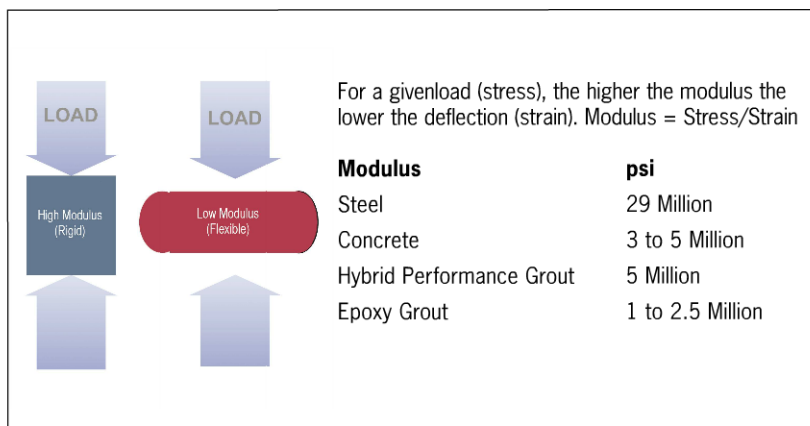 LOAD
LOAD
High Modulus
(Rigid)
Low Modulus
(Flexible)
For a givenload (stress), the higher the modulus the
lower the deflection (strain). Modulus = Stress/Strain
Modulus psi
Steel 29 Million
Concrete 3 to 5 Million
Hybrid Performance Grout 5 Million
Epoxy Grout 1 to 2.5 Million